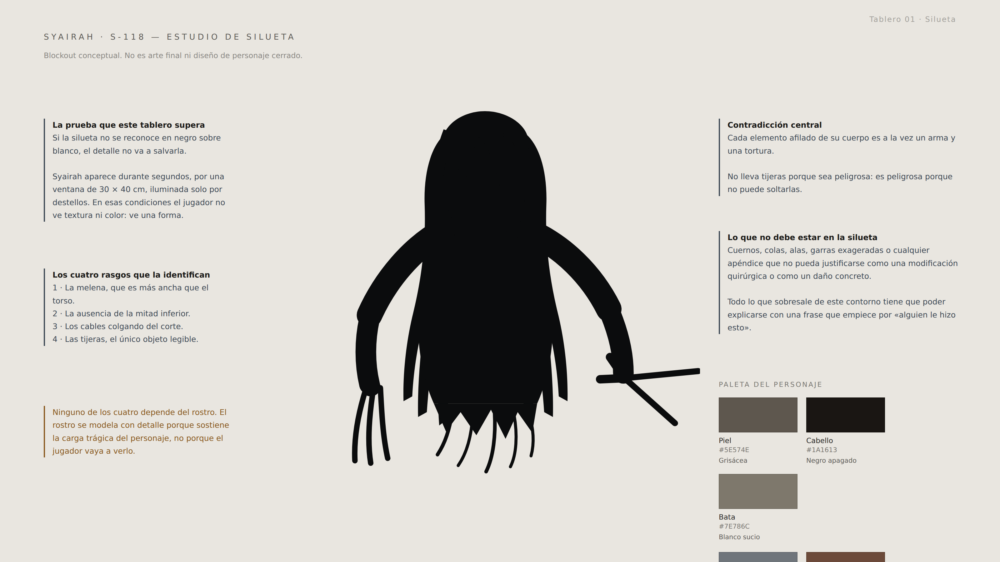 Tablero 01 · Silueta
SYAIRAH · S-118 — ESTUDIO DE SILUETA
Blockout conceptual. No es arte final ni diseño de personaje cerrado.
La prueba que este tablero supera
Si la silueta no se reconoce en negro sobre
blanco, el detalle no va a salvarla.
Syairah aparece durante segundos, por una
ventana de 30 × 40 cm, iluminada solo por
destellos. En esas condiciones el jugador no
ve textura ni color: ve una forma.
Los cuatro rasgos que la identifican
1 · La melena, que es más ancha que el
torso.
2 · La ausencia de la mitad inferior.
3 · Los cables colgando del corte.
4 · Las tijeras, el único objeto legible.
Ninguno de los cuatro depende del rostro. El
rostro se modela con detalle porque sostiene
la carga trágica del personaje, no porque el
jugador vaya a verlo.
Contradicción central
Cada elemento afilado de su cuerpo es a la vez un arma y
una tortura.
No lleva tijeras porque sea peligrosa: es peligrosa porque
no puede soltarlas.
Lo que no debe estar en la silueta
Cuernos, colas, alas, garras exageradas o cualquier
apéndice que no pueda justificarse como una modificación
quirúrgica o como un daño concreto.
Todo lo que sobresale de este contorno tiene que poder
explicarse con una frase que empiece por «alguien le hizo
esto».
PALETA DEL PERSONAJE
Piel
#5E574E
Grisácea
Cabello
#1A1613
Negro apagado
Bata
#7E786C
Blanco sucio